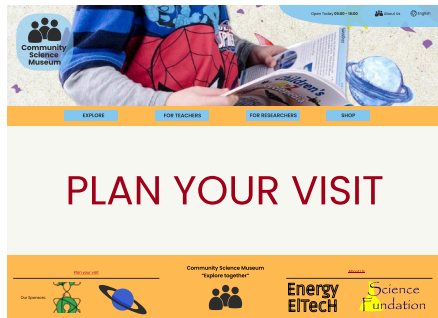 Open Today 09:00 - 18:00
About Us
English
Community
Science
Museum
Children's
EXPLORE
FOR TEACHERS
FOR RESEARCHERS
SHOP
PLAN YOUR VISIT
Community Science Museum
"Explore together"
Plan your visit
About Us
Our Sponsors:
Energy
ElTecH
Science
Fundation